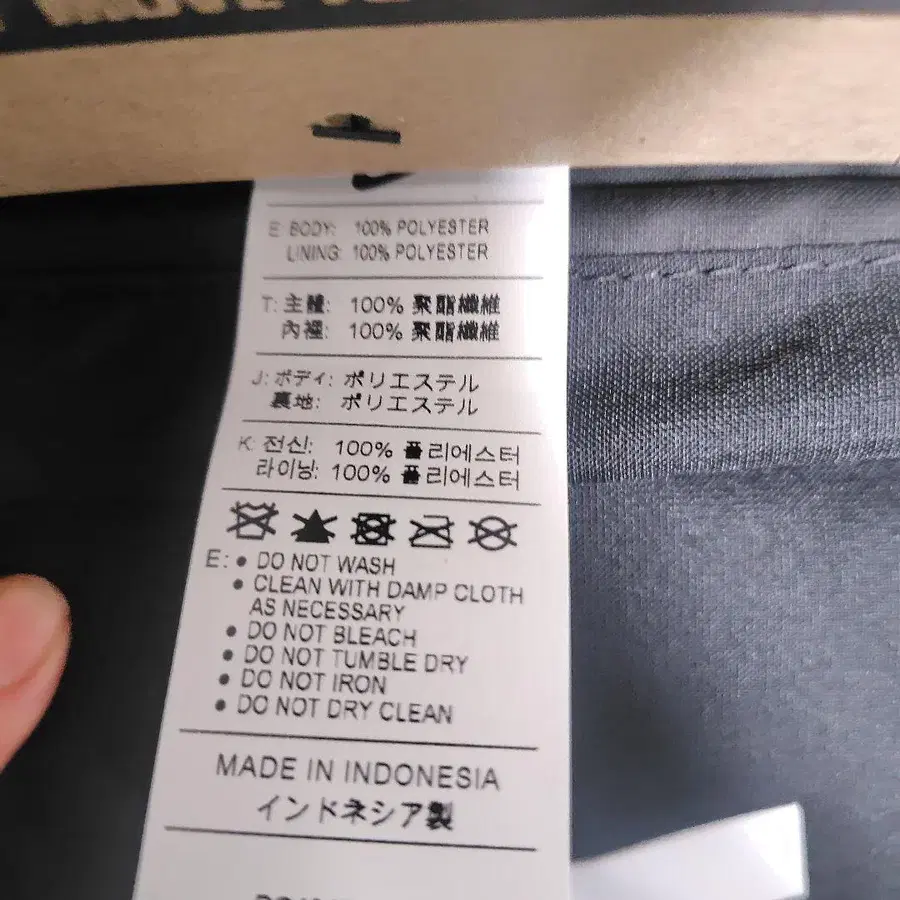 E: BODY: 100% POLYESTER
LINING: 100% POLYESTER
T: 主體: 100% 聚酯纖維
內裡: 100% 聚酯纖維
J: ボディ: ポリエステル
裏地: ポリエステル
K: 전신: 100% 폴리에스터
라이닝: 100% 폴리에스터
E: • DO NOT WASH
• CLEAN WITH DAMP CLOTH
AS NECESSARY
• DO NOT BLEACH
• DO NOT TUMBLE DRY
• DO NOT IRON
• DO NOT DRY CLEAN
MADE IN INDONESIA
インドネシア製